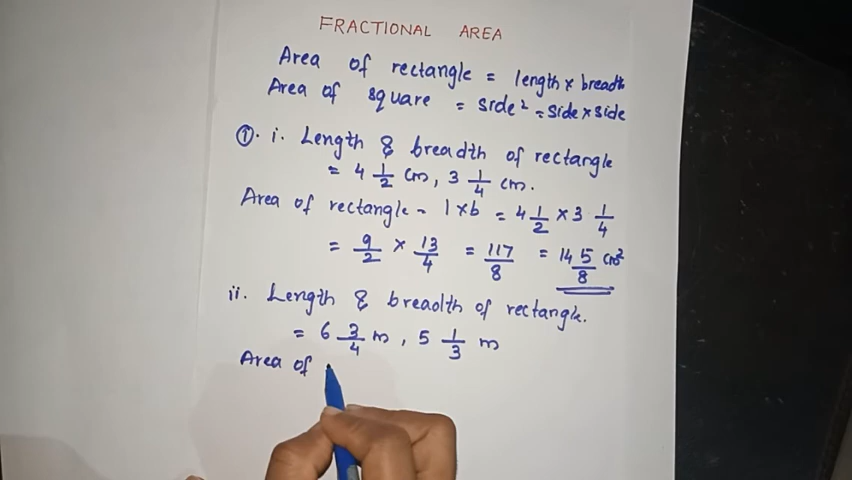 FRACTIONAL AREA
Area of rectangle = length × breadth
Area of square = side² = side × side
①. i. Length & breadth of rectangle
= 4 1/2 cm, 3 1/4 cm.
Area of rectangle = l × b = 4 1/2 × 3 1/4
= 9/2 × 13/4 = 117/8 = 14 5/8 cm²
ii. Length & breadth of rectangle.
= 6 3/4 m, 5 1/3 m
Area of